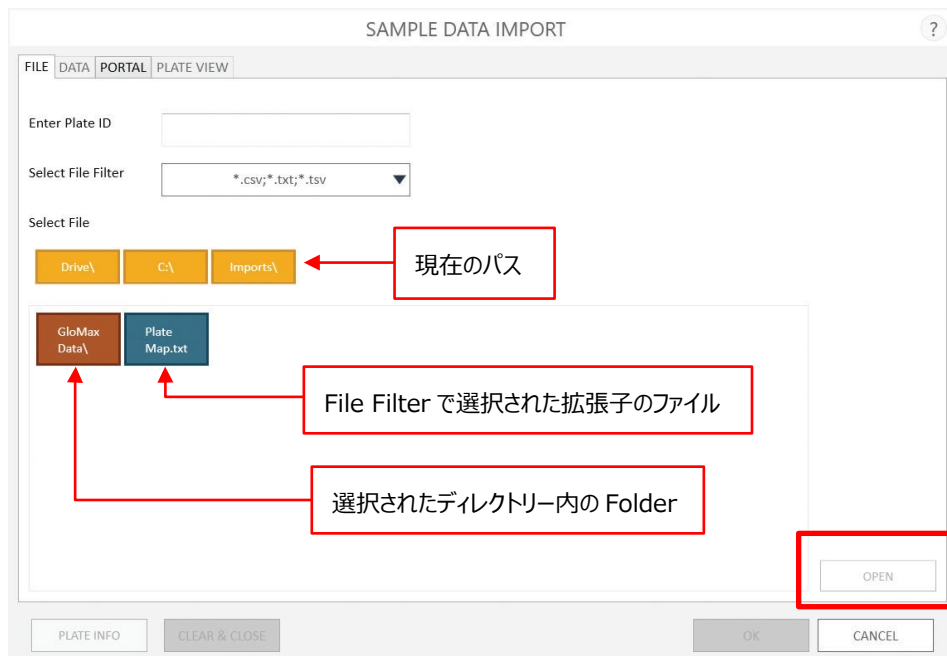 SAMPLE DATA IMPORT
?
FILE DATA PORTAL PLATE VIEW
Enter Plate ID
Select File Filter
*.csv;*.txt;*.tsv
Select File
Drive\ C:\ Imports\
現在のパス
GloMax
Data\
Plate
Map.txt
File Filter で選択された拡張子のファイル
選択されたディレクトリー内の Folder
OPEN
PLATE INFO CLEAR & CLOSE OK CANCEL